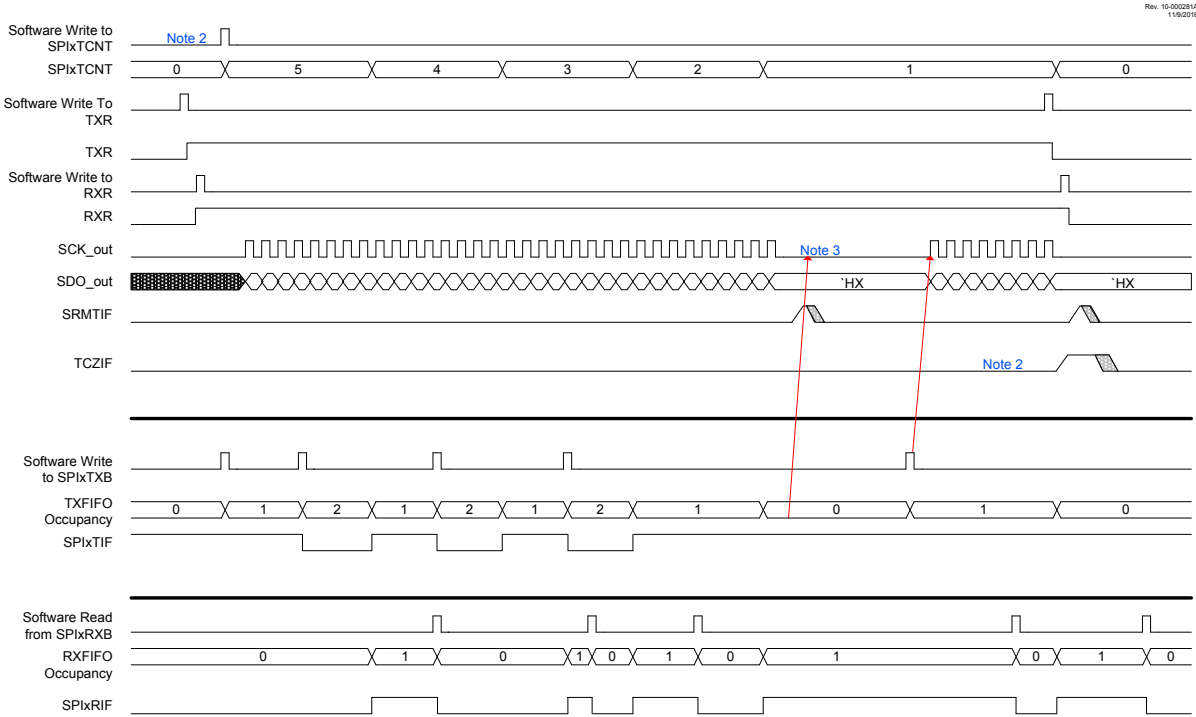 Rev. 10-000281A
11/9/2018
Software Write to
SPIxTCNT
Note 2
SPIxTCNT
0 5 4 3 2 1 0
Software Write To
TXR
TXR
Software Write to
RXR
RXR
SCK_out
Note 3
SDO_out
`HX
`HX
SRMTIF
TCZIF
Note 2
Software Write
to SPIxTXB
TXFIFO
Occupancy
0 1 2 1 2 1 2 1 0 1 0
SPIxTIF
Software Read
from SPIxRXB
RXFIFO
Occupancy
0 1 0 1 0 1 0 1 0 1 0
SPIxRIF